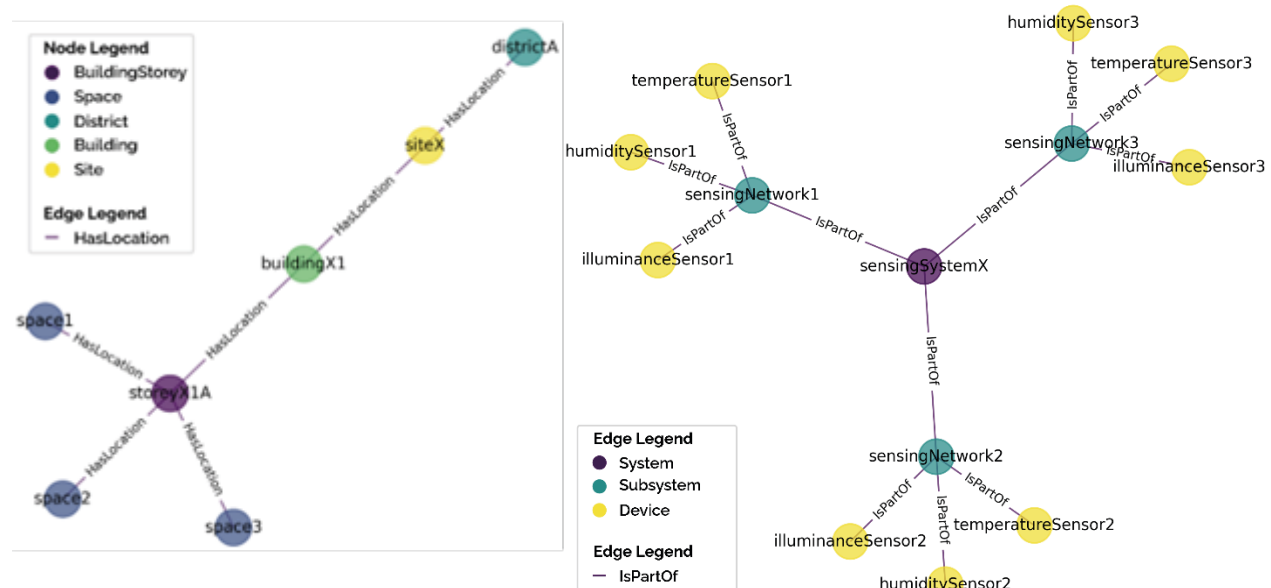 Node Legend
BuildingStorey
Space
District
Building
Site
Edge Legend
HasLocation
districtA
HasLocation
siteX
HasLocation
buildingX1
HasLocation
space1
HasLocation
storeyX1A
HasLocation
HasLocation
space2
space3
humiditySensor3
temperatureSensor3
IsPartOf
IsPartOf
sensingNetwork3
IsPartOf
illuminanceSensor3
temperatureSensor1
IsPartOf
humiditySensor1
IsPartOf
sensingNetwork1
IsPartOf
illuminanceSensor1
IsPartOf
IsPartOf
sensingSystemX
IsPartOf
sensingNetwork2
IsPartOf
IsPartOf
IsPartOf
temperatureSensor2
illuminanceSensor2
humiditySensor2
Edge Legend
System
Subsystem
Device
Edge Legend
IsPartOf